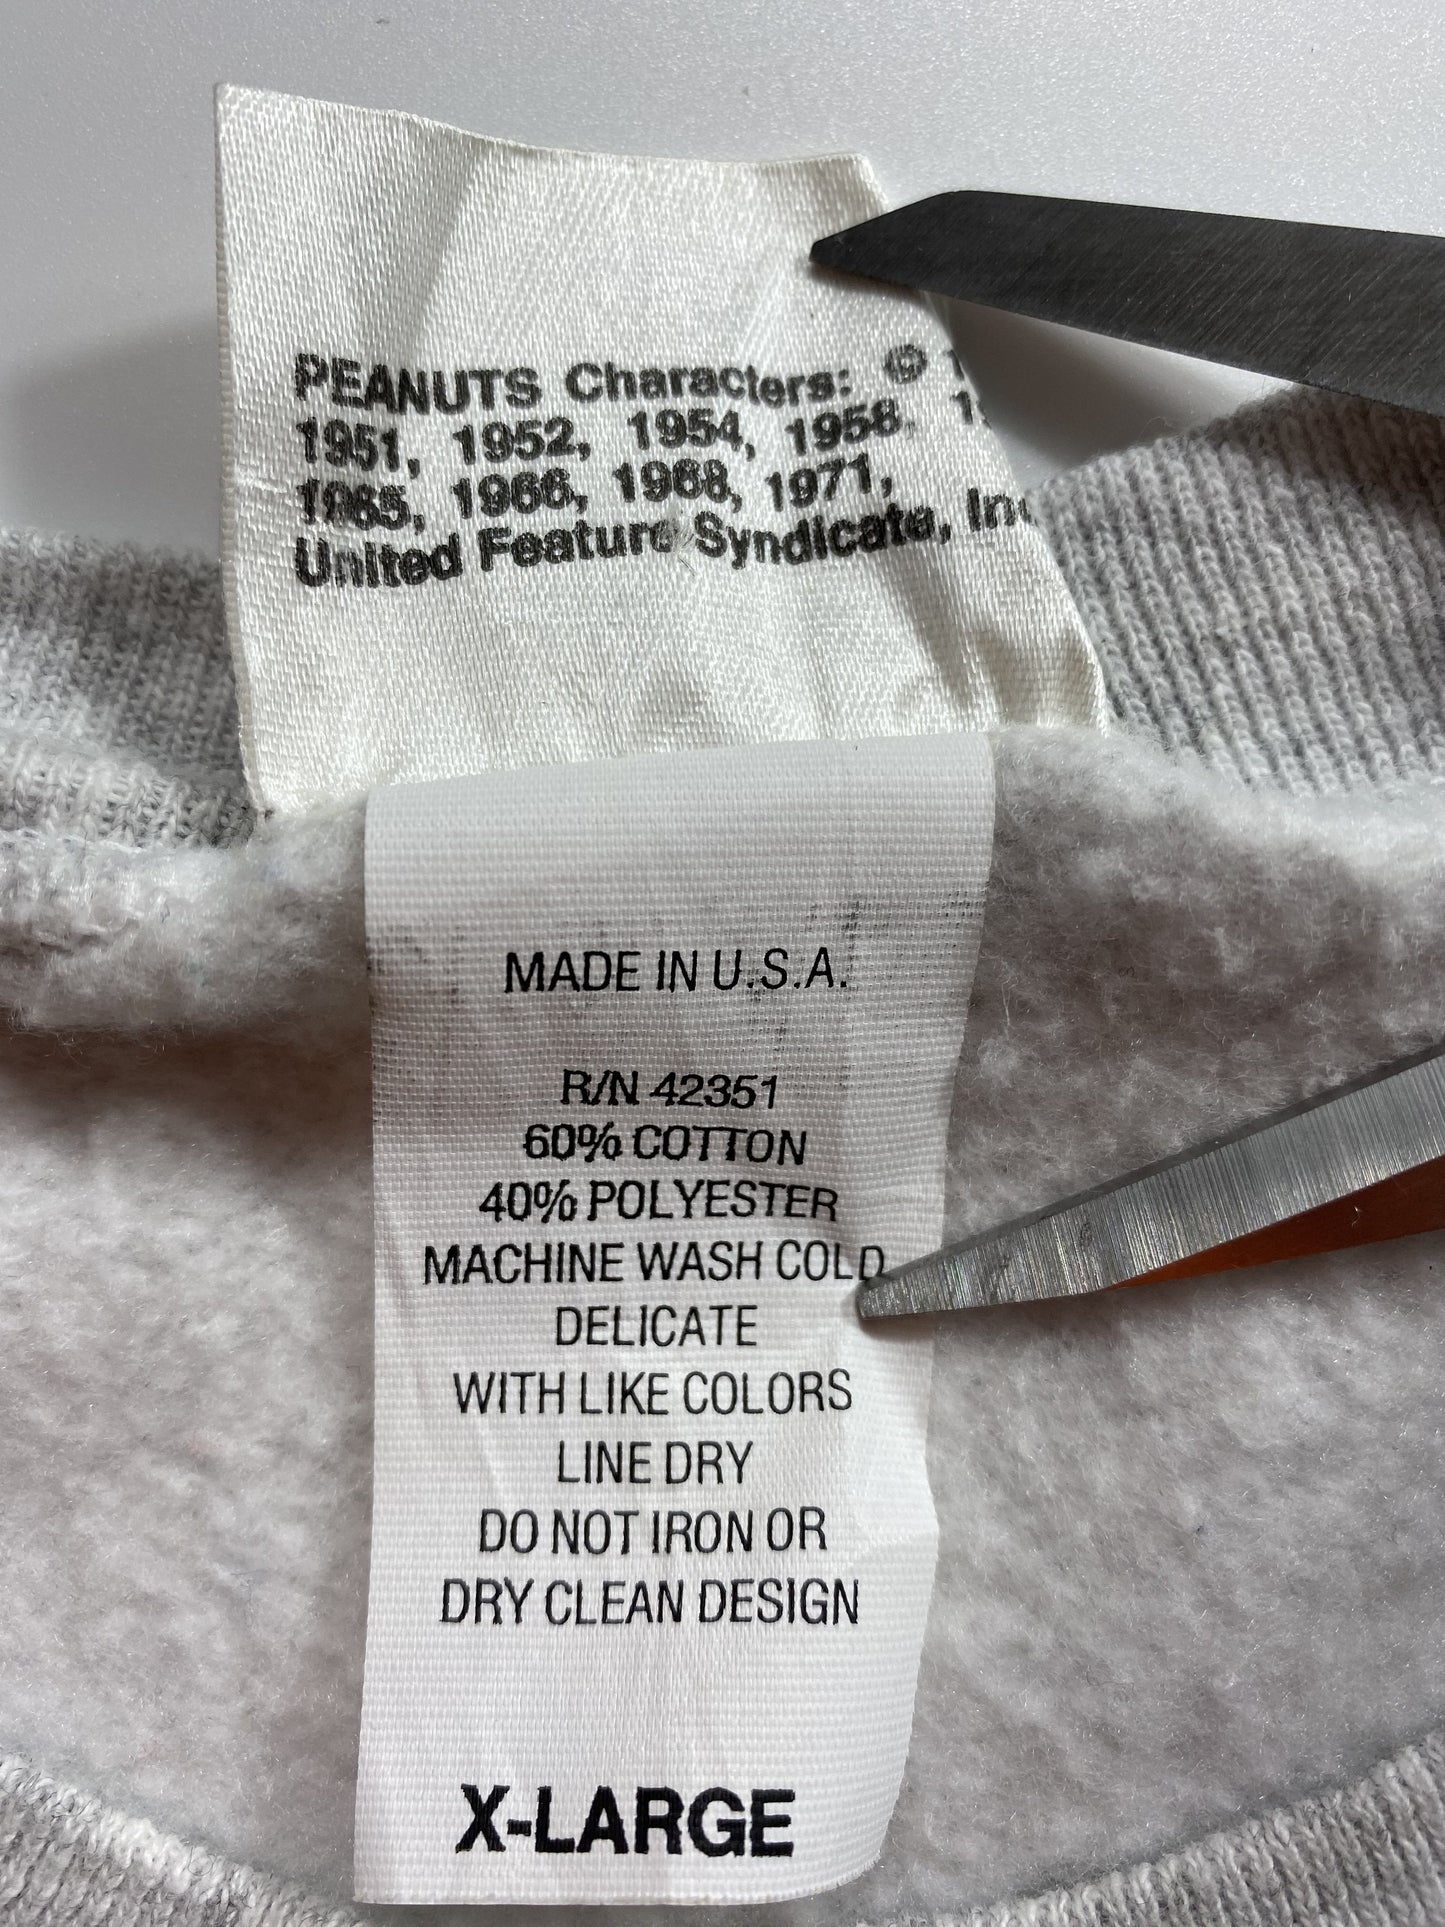 PEANUTS Characters: ©
1951, 1952, 1954, 1958
1965, 1966, 1968, 1971,
United Feature Syndicate,
MADE IN U.S.A.
R/N 42351
60% COTTON
40% POLYESTER
MACHINE WASH COLD
DELICATE
WITH LIKE COLORS
LINE DRY
DO NOT IRON OR
DRY CLEAN DESIGN
X-LARGE